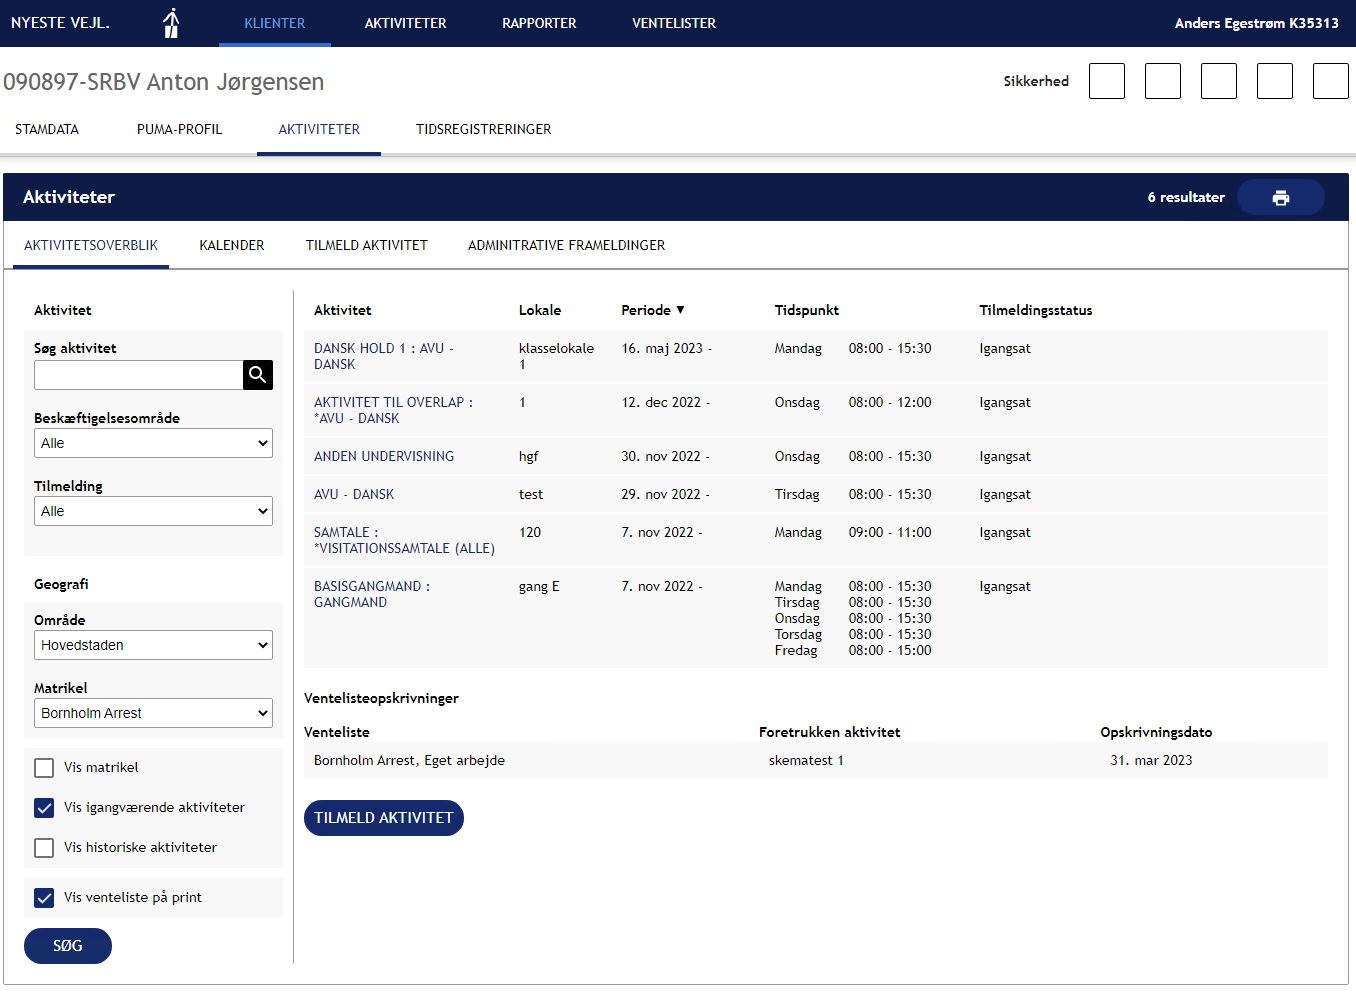 NYESTE VEJL.
KLIENTER
AKTIVITETER
RAPPORTER
VENTELISTER
Anders Egestrøm K35313
090897-SRBV Anton Jørgensen
Sikkerhed
STAMDATA
PUMA-PROFIL
AKTIVITETER
TIDSREGISTRERINGER
Aktiviteter
6 resultater
AKTIVITETSOVERBLIK
KALENDER
TILMELD AKTIVITET
ADMINITRATIVE FRAMELDINGER
Aktivitet
Søg aktivitet
Beskæftigelsesområde
Alle
Tilmelding
Alle
Geografi
Område
Hovedstaden
Matrikel
Bornholm Arrest
Vis matrikel
Vis igangværende aktiviteter
Vis historiske aktiviteter
Vis venteliste på print
SØG
Aktivitet Lokale Periode ▼ Tidspunkt Tilmeldingsstatus
DANSK HOLD 1 : AVU - klasselokale 16. maj 2023 - Mandag 08:00 - 15:30 Igangsat
DANSK 1
AKTIVITET TIL OVERLAP : 1 12. dec 2022 - Onsdag 08:00 - 12:00 Igangsat
*AVU - DANSK
ANDEN UNDERVISNING hgf 30. nov 2022 - Onsdag 08:00 - 15:30 Igangsat
AVU - DANSK test 29. nov 2022 - Tirsdag 08:00 - 15:30 Igangsat
SAMTALE : 120 7. nov 2022 - Mandag 09:00 - 11:00 Igangsat
*VISITATIONSSAMTALE (ALLE)
BASISGANGMAND : gang E 7. nov 2022 - Mandag 08:00 - 15:30 Igangsat
GANGMAND Tirsdag 08:00 - 15:30
Onsdag 08:00 - 15:30
Torsdag 08:00 - 15:30
Fredag 08:00 - 15:00
Ventelisteopskrivninger
Venteliste Foretrukken aktivitet Opskrivningsdato
Bornholm Arrest, Eget arbejde skematest 1 31. mar 2023
TILMELD AKTIVITET